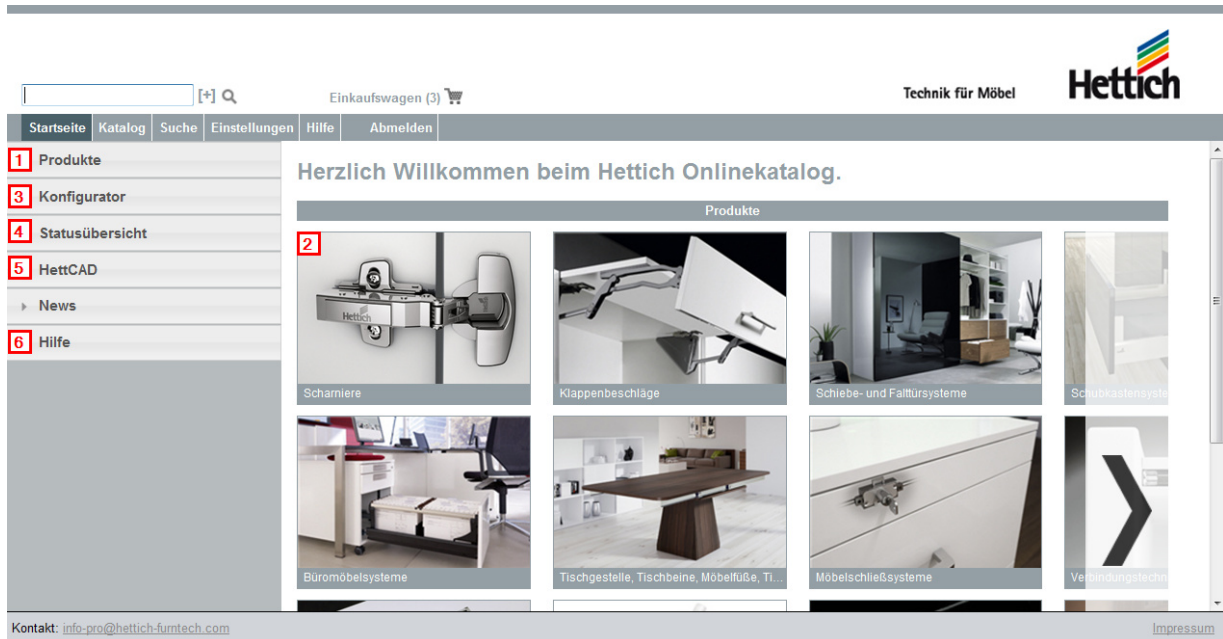 Hettich
[+]
Einkaufswagen (3)
Technik für Möbel
Startseite Katalog Suche Einstellungen Hilfe Abmelden
1 Produkte
3 Konfigurator
4 Statusübersicht
5 HettCAD
News
6 Hilfe
Herzlich Willkommen beim Hettich Onlinekatalog.
Produkte
2
Hettich
Scharniere
Klappenbeschläge
Schiebe- und Falttürsysteme
Schubkastensyste
Büromöbelsysteme
Tischgestelle, Tischbeine, Möbelfüße, Ti...
Möbelschließsysteme
Verbindungstechn
Kontakt: info-pro@hettich-furntech.com
Impressum